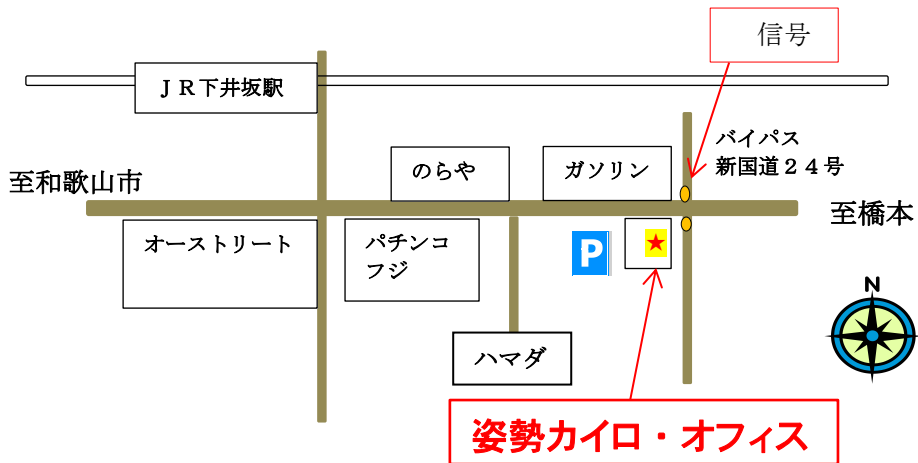 信号
ＪＲ下井坂駅
バイパス
新国道２４号
のらや
ガソリン
至和歌山市
至橋本
オーストリート
パチンコ
フジ
P
★
N
ハマダ
姿勢カイロ・オフィス